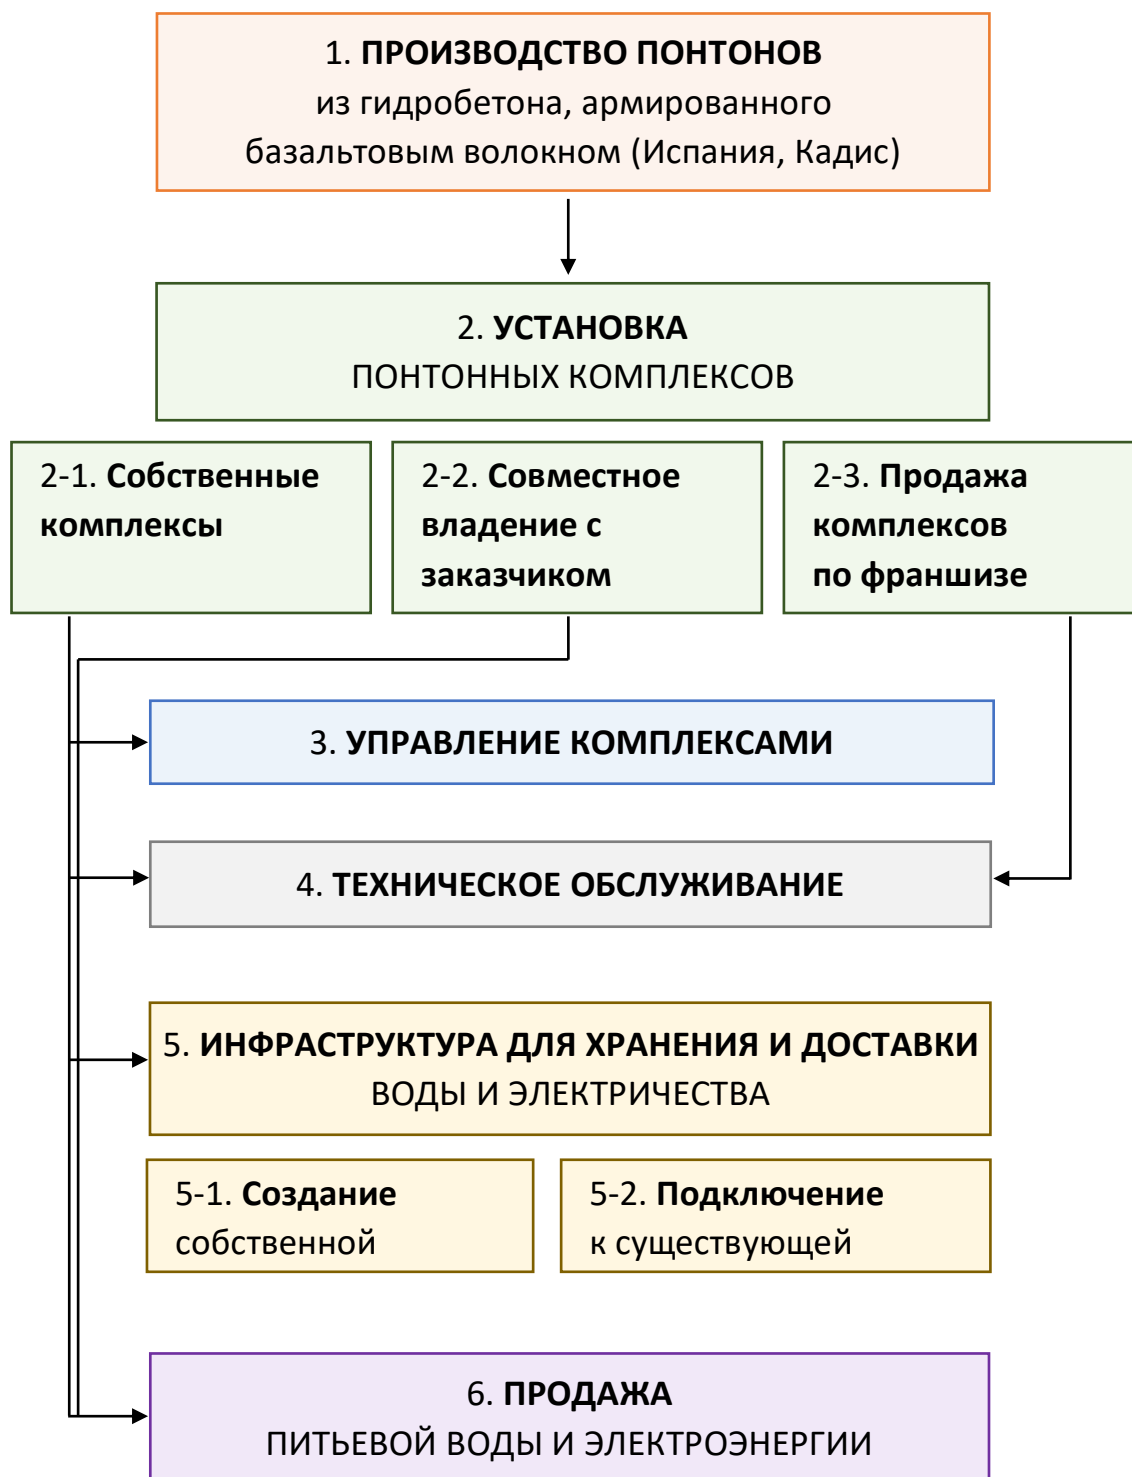 1. ПРОИЗВОДСТВО ПОНТОНОВ
из гидробетона, армированного
базальтовым волокном (Испания, Кадис)
2. УСТАНОВКА
ПОНТОННЫХ КОМПЛЕКСОВ
2-1. Собственные
комплексы
2-2. Совместное
владение с
заказчиком
2-3. Продажа
комплексов
по франшизе
3. УПРАВЛЕНИЕ КОМПЛЕКСАМИ
4. ТЕХНИЧЕСКОЕ ОБСЛУЖИВАНИЕ
5. ИНФРАСТРУКТУРА ДЛЯ ХРАНЕНИЯ И ДОСТАВКИ
ВОДЫ И ЭЛЕКТРИЧЕСТВА
5-1. Создание
собственной
5-2. Подключение
к существующей
6. ПРОДАЖА
ПИТЬЕВОЙ ВОДЫ И ЭЛЕКТРОЭНЕРГИИ